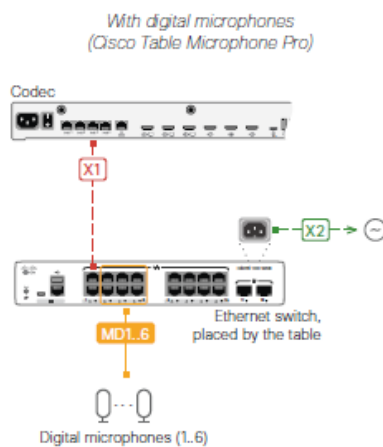 With digital microphones
(Cisco Table Microphone Pro)
Codec
X1
X2
Ethernet switch,
placed by the table
MD1..6
Digital microphones (1..6)